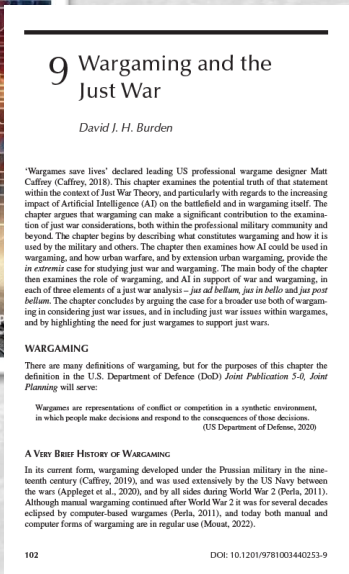 9 Wargaming and the
Just War
David J. H. Burden
‘Wargames save lives’ declared leading US professional wargame designer Matt
Caffrey (Caffrey, 2018). This chapter examines the potential truth of that statement
within the context of Just War Theory, and particularly with regards to the increasing
impact of Artificial Intelligence (AI) on the battlefield and in wargaming itself. The
chapter argues that wargaming can make a significant contribution to the examina-
tion of just war considerations, both within the professional military community and
beyond. The chapter begins by describing what constitutes wargaming and how it is
used by the military and others. The chapter then examines how AI could be used in
wargaming, and how urban warfare, and by extension urban wargaming, provide the
in extremis case for studying just war and wargaming. The main body of the chapter
then examines the role of wargaming, and AI in support of war and wargaming, in
each of three elements of a just war analysis – jus ad bellum, jus in bello and jus post
bellum. The chapter concludes by arguing the case for a broader use both of wargam-
ing in considering just war issues, and in including just war issues within wargames,
and by highlighting the need for just wargames to support just wars.
WARGAMING
There are many definitions of wargaming, but for the purposes of this chapter the
definition in the U.S. Department of Defence (DoD) Joint Publication 5-0, Joint
Planning will serve:
Wargames are representations of conflict or competition in a synthetic environment,
in which people make decisions and respond to the consequences of those decisions.
(US Department of Defense, 2020)
A VERY BRIEF HISTORY OF WARGAMING
In its current form, wargaming developed under the Prussian military in the nine-
teenth century (Caffrey, 2019), and was used extensively by the US Navy between
the wars (Appleget et al., 2020), and by all sides during World War 2 (Perla, 2011).
Although manual wargaming continued after World War 2 it was for several decades
eclipsed by computer-based wargames (Perla, 2011), and today both manual and
computer forms of wargaming are in regular use (Mouat, 2022).
102 DOI: 10.1201/9781003440253-9